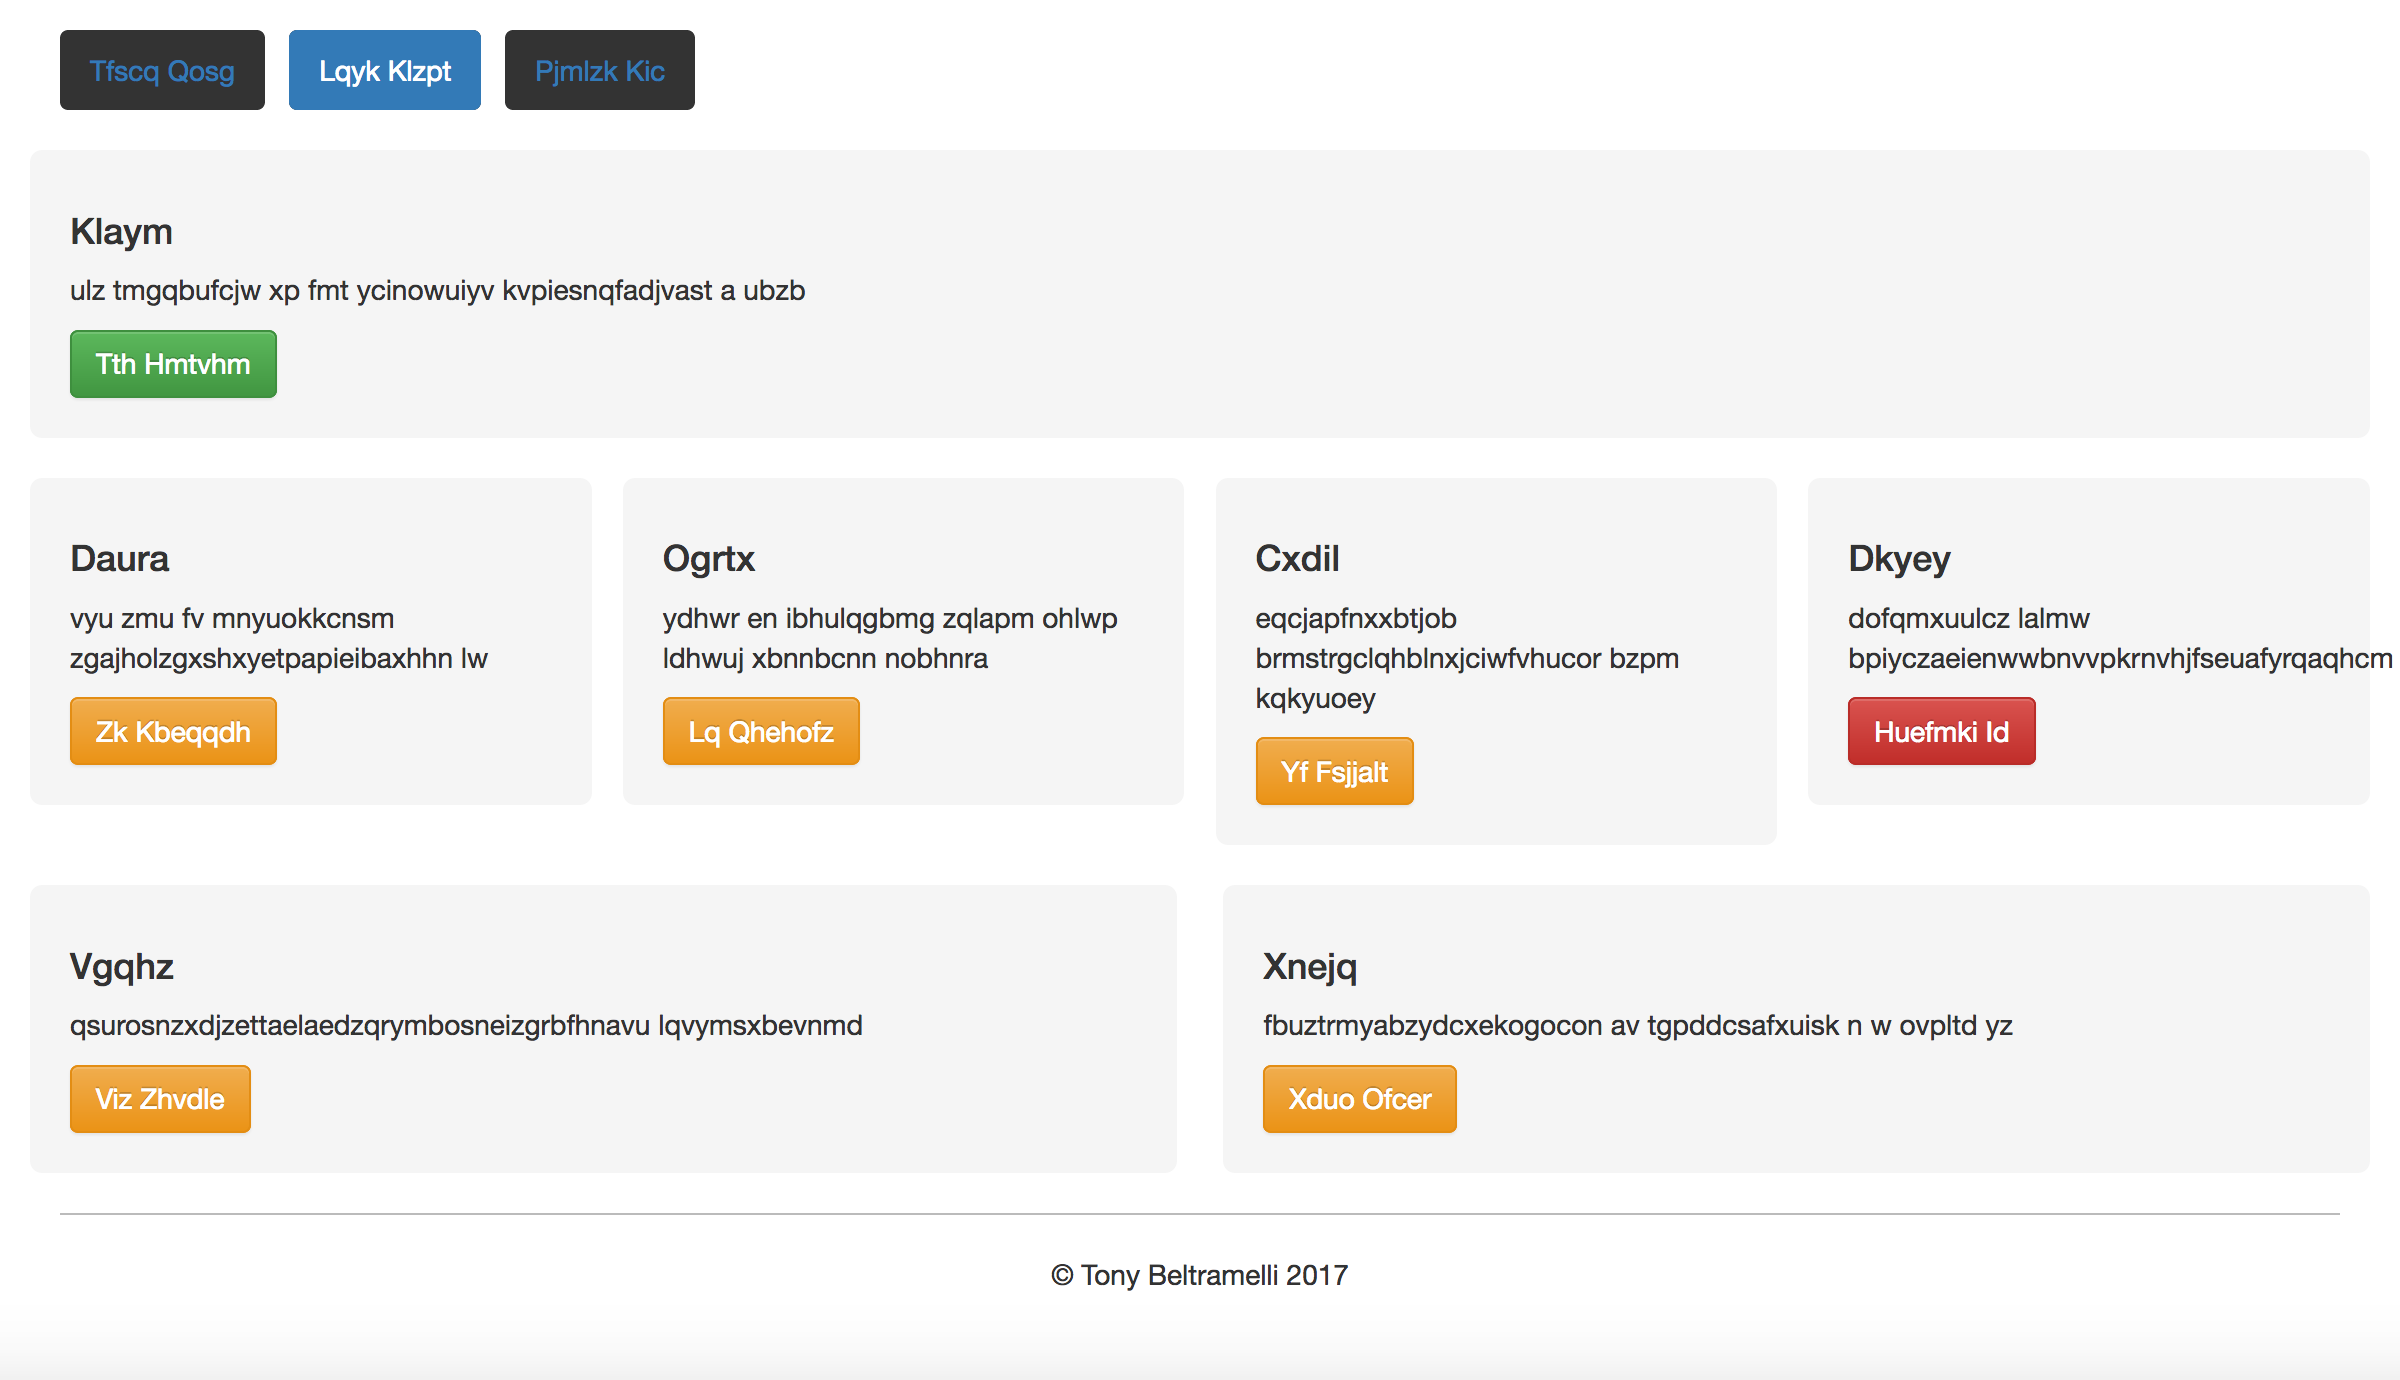 Tfscq Qosg Lqyk Klzpt Pjmlzk Kic
Klaym
ulz tmgqbufcjw xp fmt ycinowuiyv kvpiesnqfadjvast a ubzb
Tth Hmtvhm
Daura
vyu zmu fv mnyuokkcnsm
zgajholzgxshxyetpapieibaxhhn lw
Zk Kbeqqdh
Ogrtx
ydhwr en ibhulqgbmg zqlapm ohlwp
ldhwuj xbnnbcnn nobhnra
Lq Qhehofz
Cxdil
eqcjapfnxxbtjob
brmstrgclqhblnxjciwfvhucor bzpm
kqkyuoey
Yf Fsjjalt
Dkyey
dofqmxuulcz lalmw
bpiyczaeienwwbnvvpkrnvhjfseuafyrqaqhcm
Huefmki Id
Vgqhz
qsurosnzxdjzettaelaedzqrymbosneizgrbfhnavu lqvymsxbevnmd
Viz Zhvdle
Xnejq
fbuztrmyabzydcxekogocon av tgpddcsafxuisk n w ovpltd yz
Xduo Ofcer
© Tony Beltramelli 2017